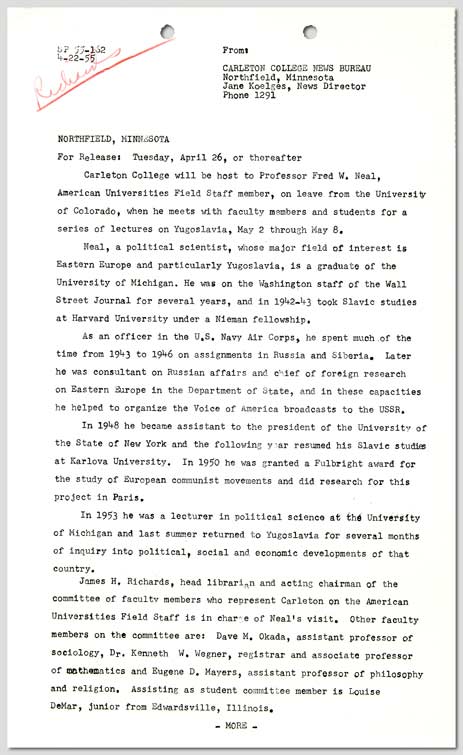 SP 55-162
4-22-55
From:
CARLETON COLLEGE NEWS BUREAU
Northfield, Minnesota
Jane Koelges, News Director
Phone 1291
NORTHFIELD, MINNESOTA
For Release: Tuesday, April 26, or thereafter
Carleton College will be host to Professor Fred W. Neal,
American Universities Field Staff member, on leave from the University
of Colorado, when he meets with faculty members and students for a
series of lectures on Yugoslavia, May 2 through May 8.
Neal, a political scientist, whose major field of interest is
Eastern Europe and particularly Yugoslavia, is a graduate of the
University of Michigan. He was on the Washington staff of the Wall
Street Journal for several years, and in 1942-43 took Slavic studies
at Harvard University under a Nieman fellowship.
As an officer in the U.S. Navy Air Corps, he spent much of the
time from 1943 to 1946 on assignments in Russia and Siberia. Later
he was consultant on Russian affairs and chief of foreign research
on Eastern Europe in the Department of State, and in these capacities
he helped to organize the Voice of America broadcasts to the USSR.
In 1948 he became assistant to the president of the University of
the State of New York and the following year resumed his Slavic studies
at Karlova University. In 1950 he was granted a Fulbright award for
the study of European communist movements and did research for this
project in Paris.
In 1953 he was a lecturer in political science at the University
of Michigan and last summer returned to Yugoslavia for several months
of inquiry into political, social and economic developments of that
country.
James H. Richards, head librarian and acting chairman of the
committee of faculty members who represent Carleton on the American
Universities Field Staff is in charge of Neal's visit. Other faculty
members on the committee are: Dave M. Okada, assistant professor of
sociology, Dr. Kenneth W. Wegner, registrar and associate professor
of mathematics and Eugene D. Mayers, assistant professor of philosophy
and religion. Assisting as student committee member is Louise
DeMar, junior from Edwardsville, Illinois.
- MORE -